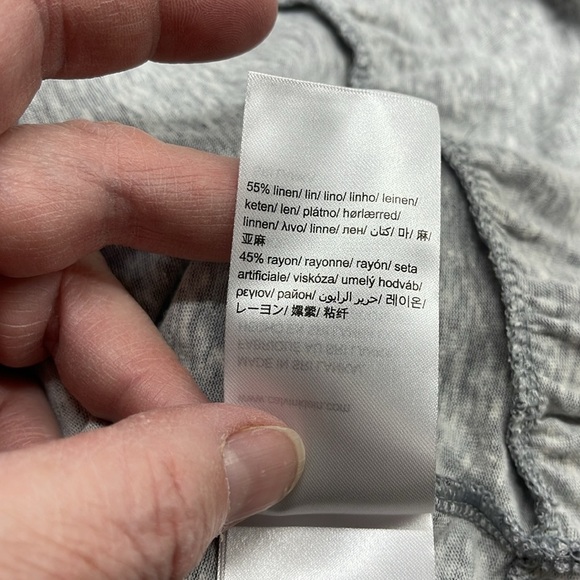 55% linen/ lin/ lino/ linho/ leinen/
keten/ len/ plátno/ hørlærred/
linnen/ λινο/ linne/ лен/ كتان/ 마/ 麻/
亚麻
45% rayon/ rayonne/ rayón/ seta
artificiale/ viskóza/ umelý hodváb/
ρεγιον/ район/ حرير الرايون/ 레이온/
レーヨン/ 嫘縈/ 粘纤